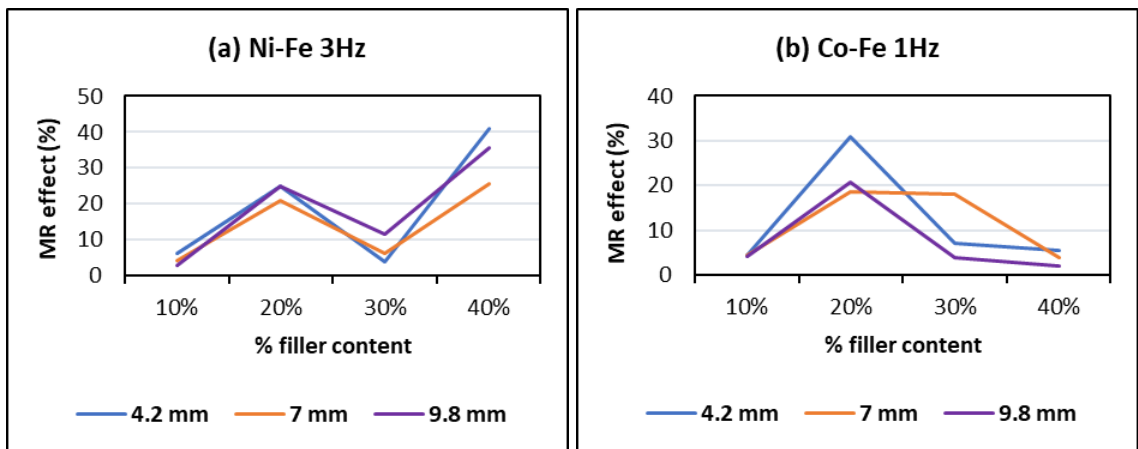 (a) Ni-Fe 3Hz
MR effect (%)
50
40
30
20
10
0
10% 20% 30% 40%
% filler content
4.2 mm 7 mm 9.8 mm
(b) Co-Fe 1Hz
MR effect (%)
40
30
20
10
0
10% 20% 30% 40%
% filler content
4.2 mm 7 mm 9.8 mm